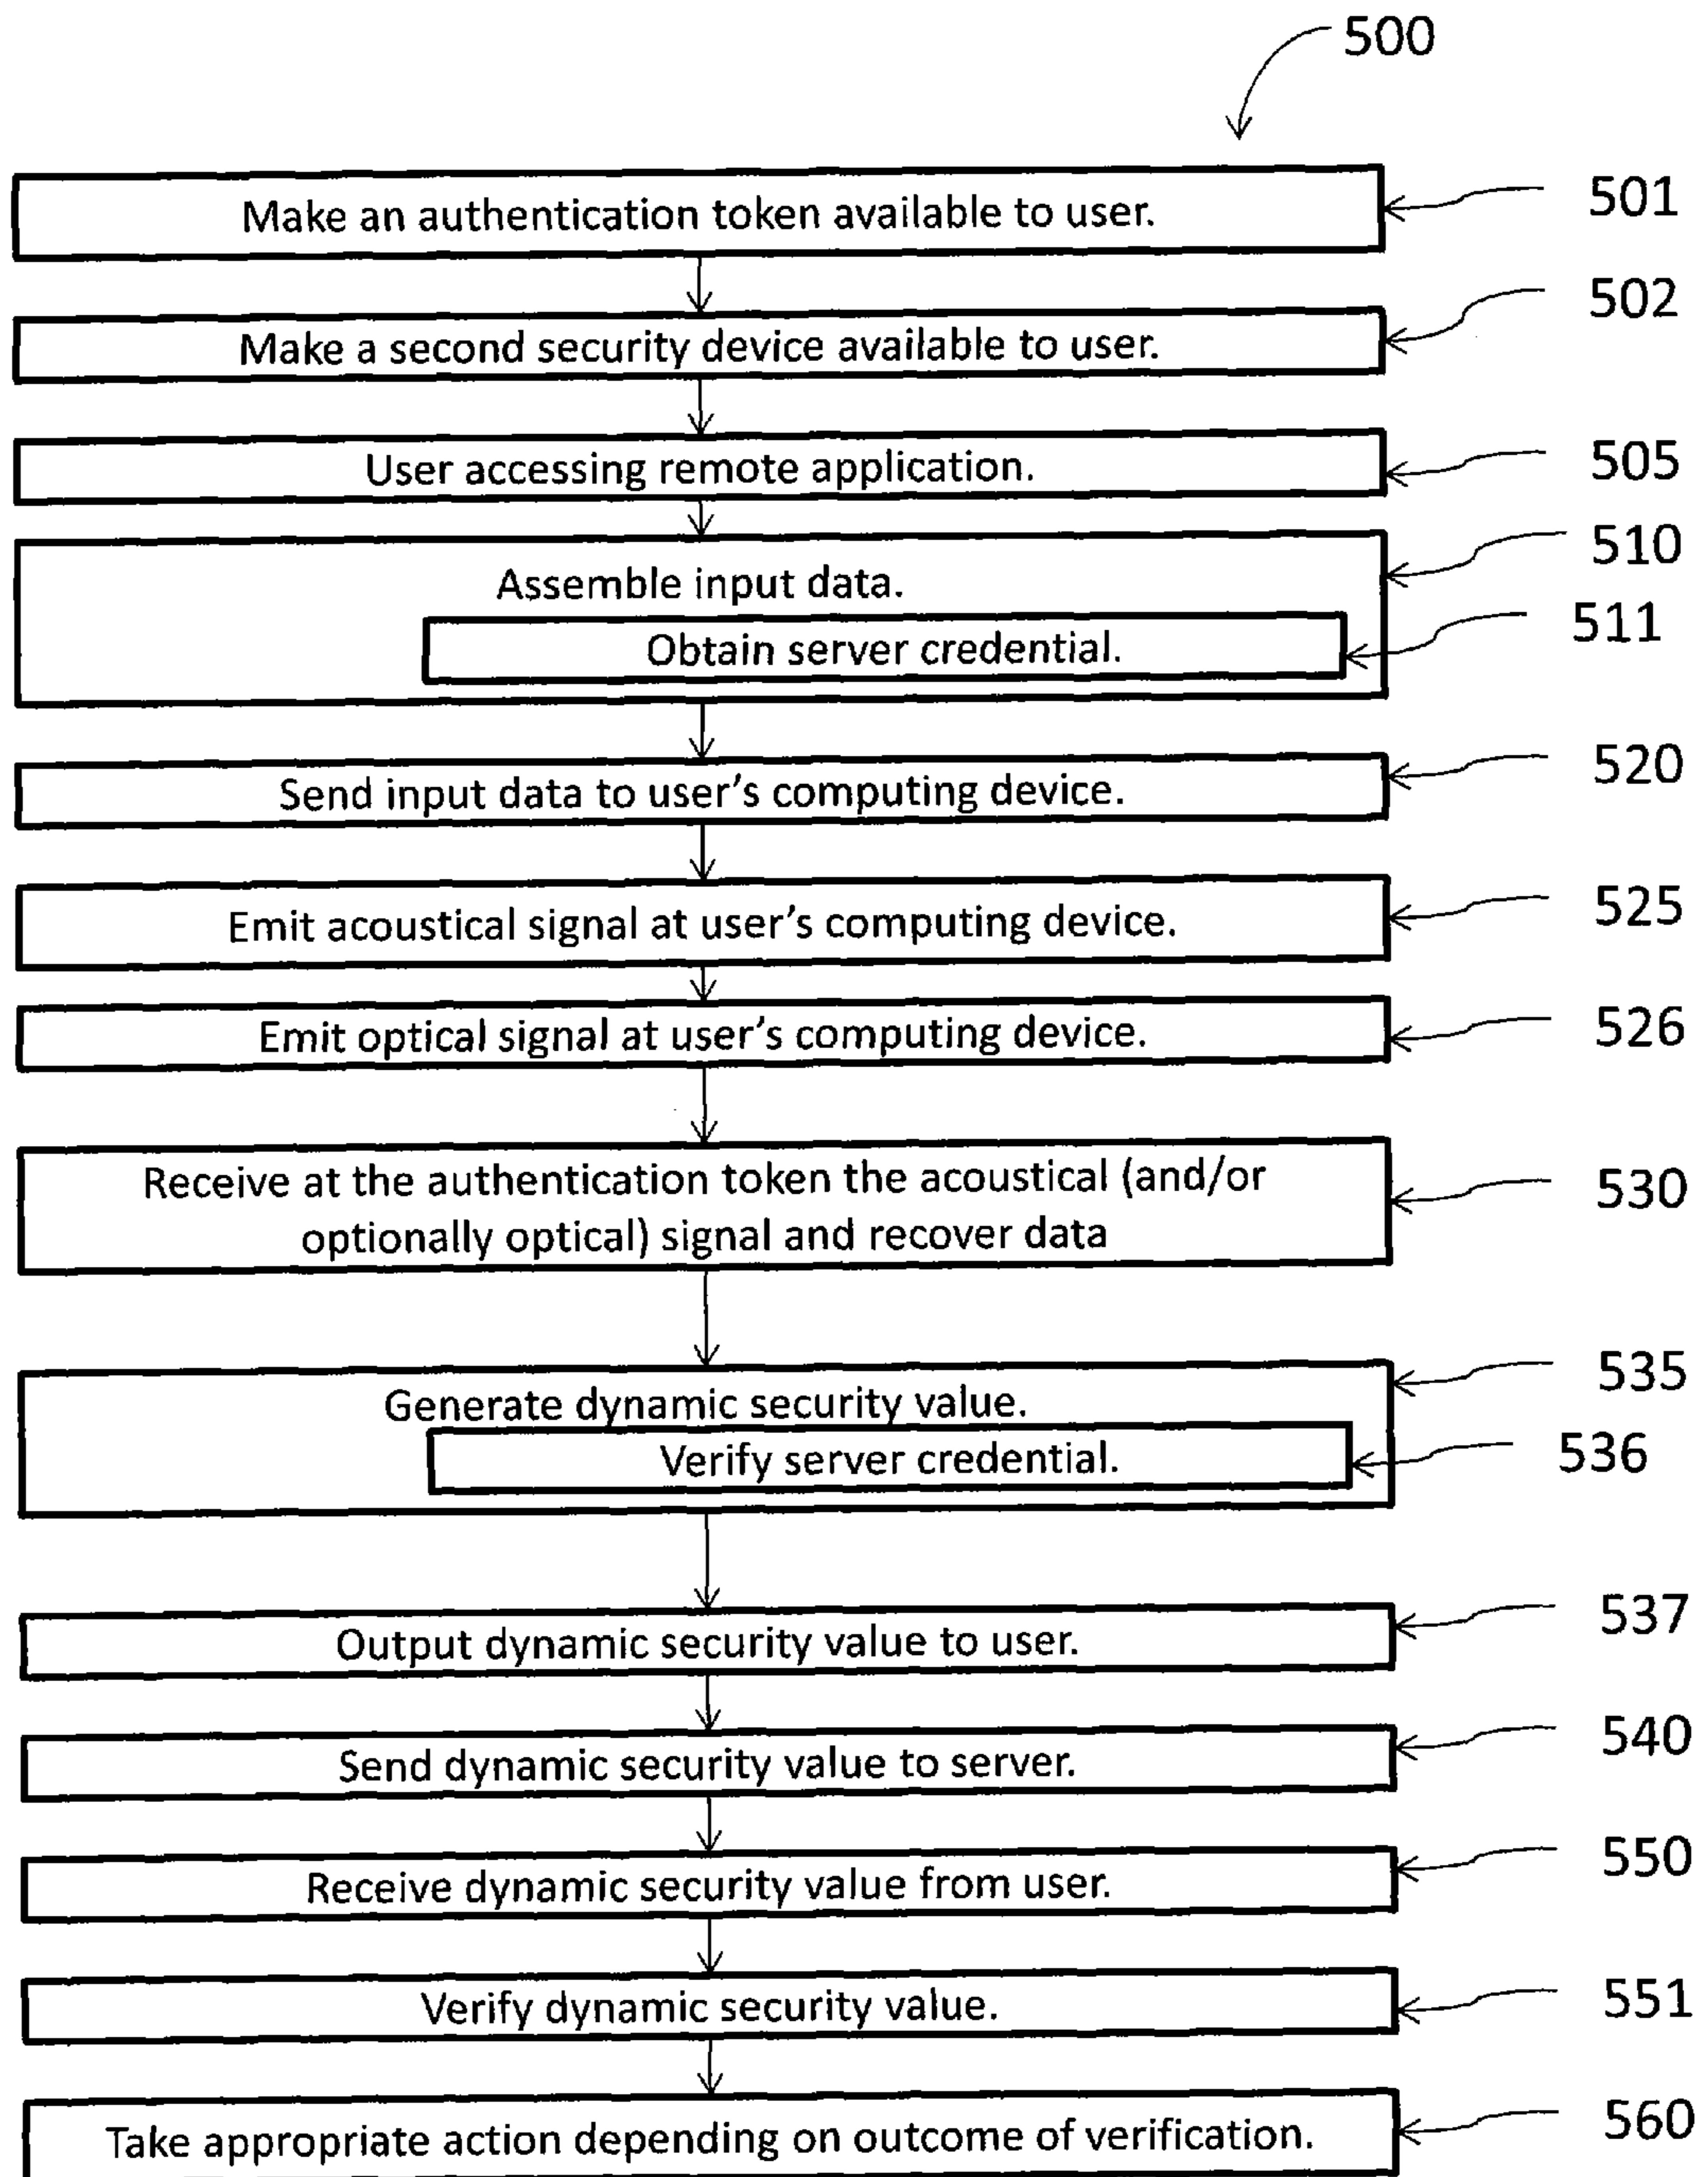 500
Make an authentication token available to user.
501
Make a second security device available to user.
502
User accessing remote application.
505
Assemble input data.
510
Obtain server credential.
511
Send input data to user's computing device.
520
Emit acoustical signal at user's computing device.
525
Emit optical signal at user's computing device.
526
Receive at the authentication token the acoustical (and/or
optionally optical) signal and recover data
530
Generate dynamic security value.
535
Verify server credential.
536
Output dynamic security value to user.
537
Send dynamic security value to server.
540
Receive dynamic security value from user.
550
Verify dynamic security value.
551
Take appropriate action depending on outcome of verification.
560